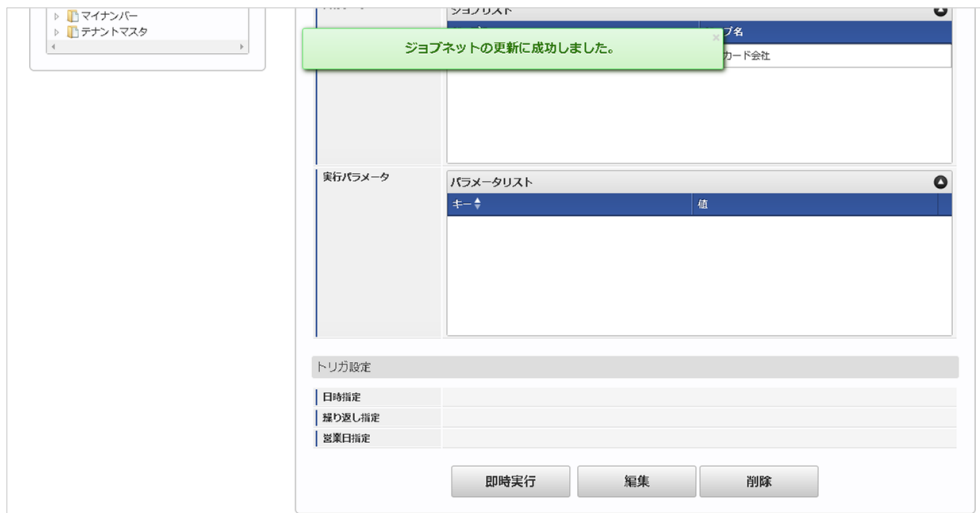 マイナンバー
テナントマスタ
ジョブリスト
ブ名
ジョブネットの更新に成功しました。
×
カード会社
実行パラメータ
パラメータリスト
キー
値
トリガ設定
日時指定
繰り返し指定
営業日指定
即時実行
編集
削除